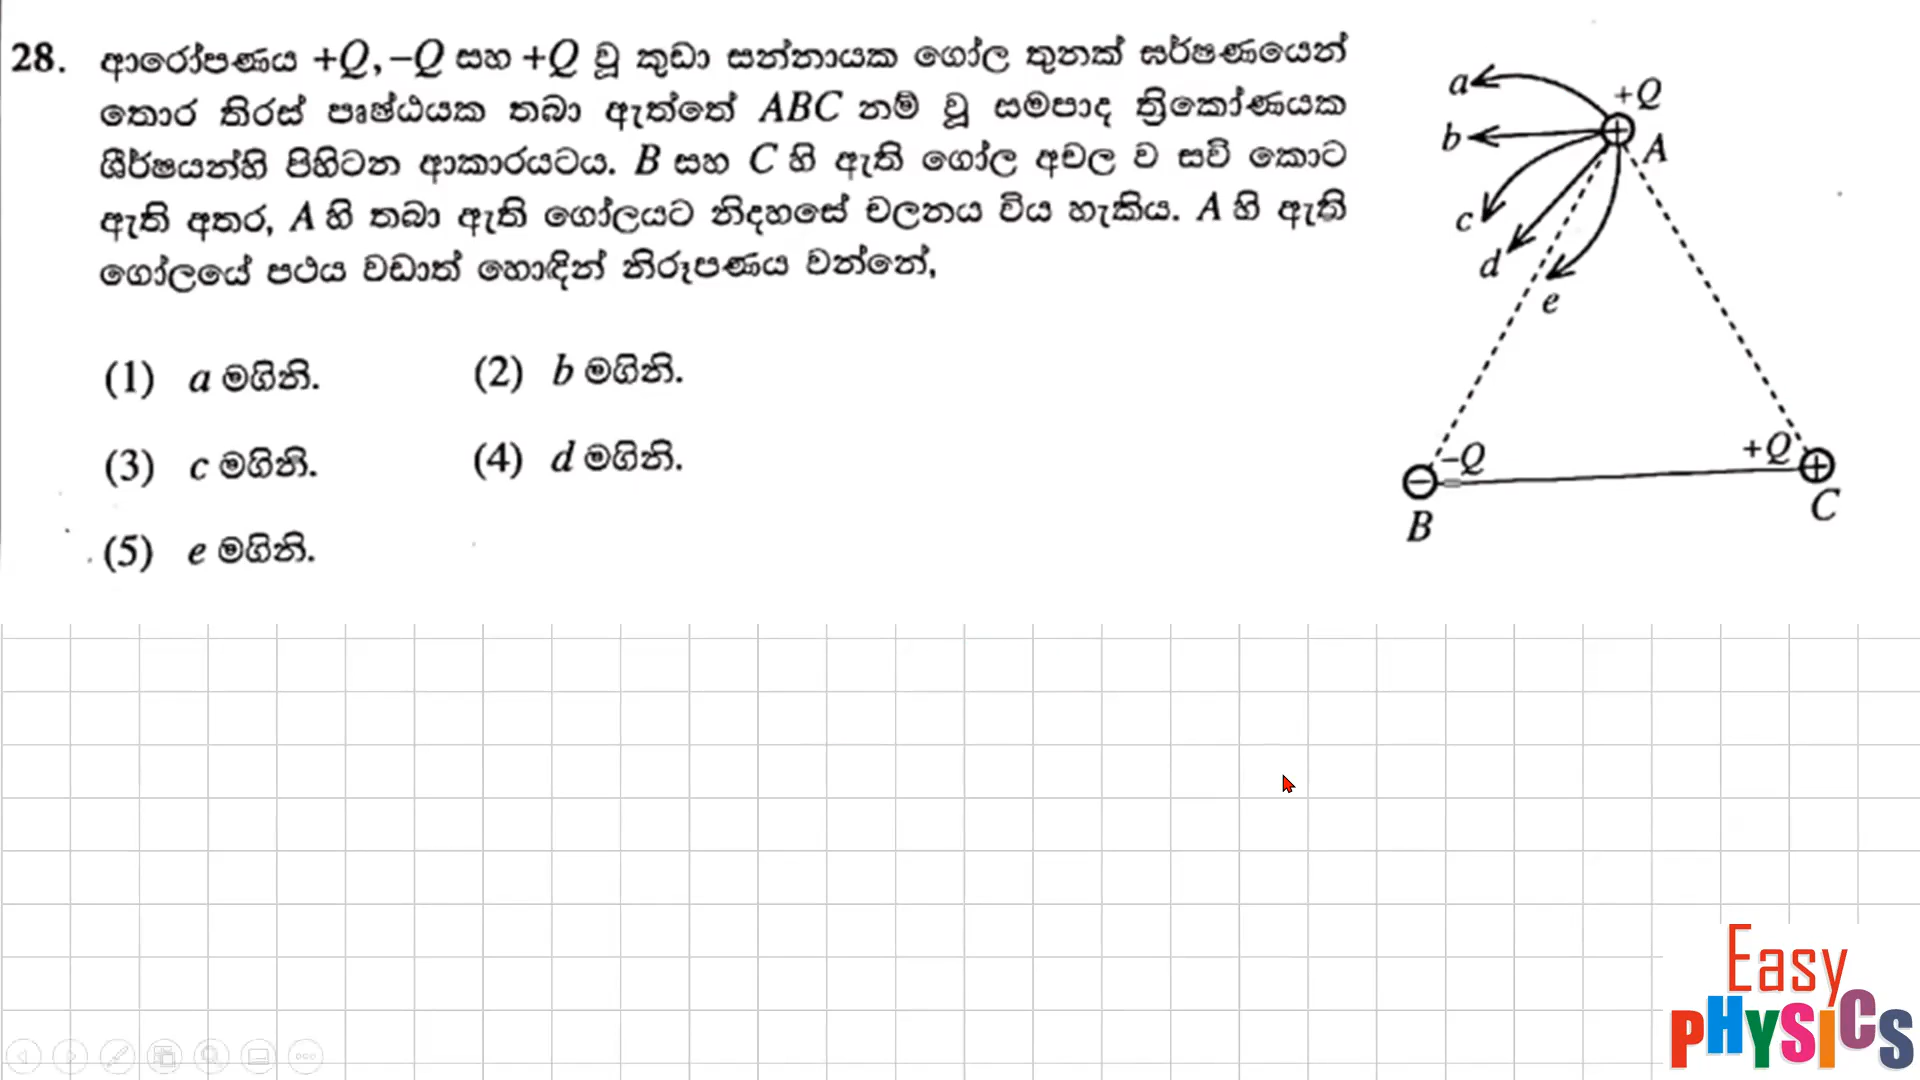 28. ආරෝපණය +Q, −Q සහ +Q වූ කුඩා සන්නායක ගෝල තුනක් ඝර්ෂණයෙන්
තොර තිරස් පෘෂ්ඨයක තබා ඇත්තේ ABC නම් වූ සමපාද ත්‍රිකෝණයක
ශීර්ෂයන්හි පිහිටන ආකාරයටය. B සහ C හි ඇති ගෝල අචල ව සවි කොට
ඇති අතර, A හි තබා ඇති ගෝලයට නිදහසේ චලනය විය හැකිය. A හි ඇති
ගෝලයේ පථය වඩාත් හොඳින් නිරූපණය වන්නේ,
(1) a මගිනි.
(2) b මගිනි.
(3) c මගිනි.
(4) d මගිනි.
(5) e මගිනි.
a
+Q
b
A
c
d
e
−Q
+Q
B
C
Easy
PHYSICS